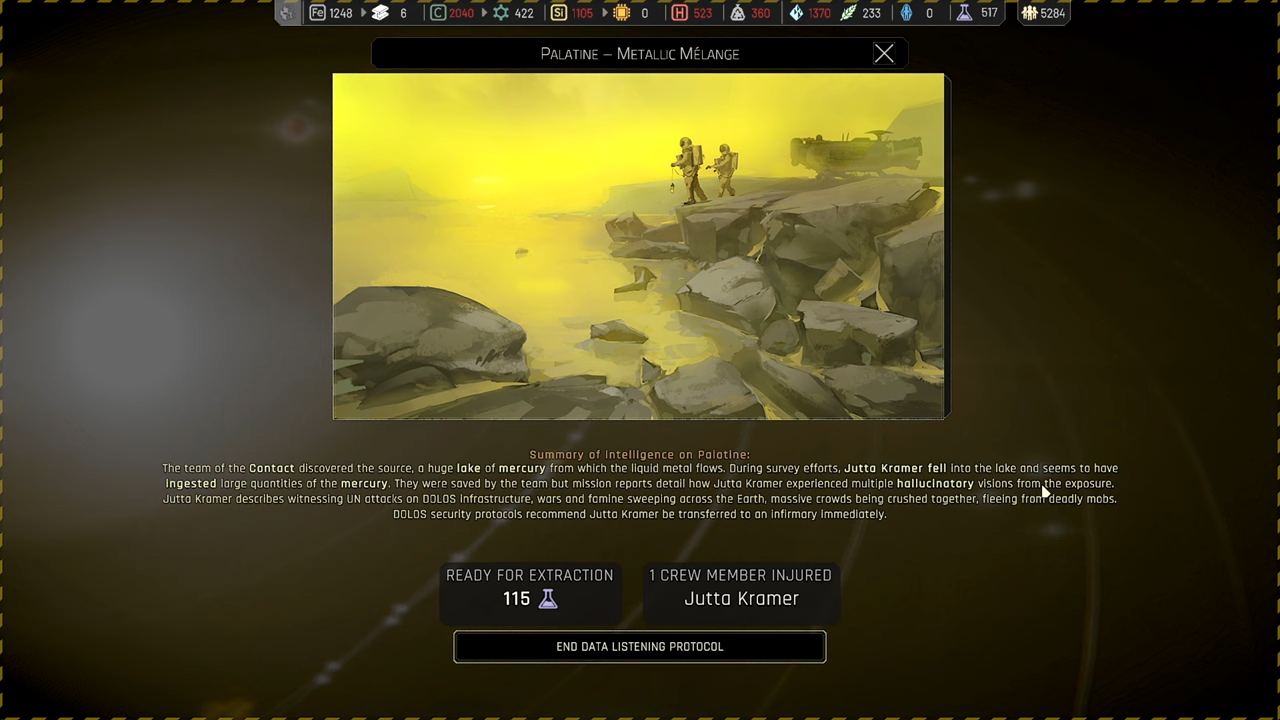 Fe 1248 6 C 2040 422 Si 1105 0 H 523 360 1370 233 0 517 5284
PALATINE – METALLIC MÉLANGE
Summary of Intelligence on Palatine:
The team of the Contact discovered the source, a huge lake of mercury from which the liquid metal flows. During survey efforts, Jutta Kramer fell into the lake and seems to have
ingested large quantities of the mercury. They were saved by the team but mission reports detail how Jutta Kramer experienced multiple hallucinatory visions from the exposure.
Jutta Kramer describes witnessing UN attacks on DOLOS infrastructure, wars and famine sweeping across the Earth, massive crowds being crushed together, fleeing from deadly mobs.
DOLOS security protocols recommend Jutta Kramer be transferred to an infirmary immediately.
READY FOR EXTRACTION
115
1 CREW MEMBER INJURED
Jutta Kramer
END DATA LISTENING PROTOCOL